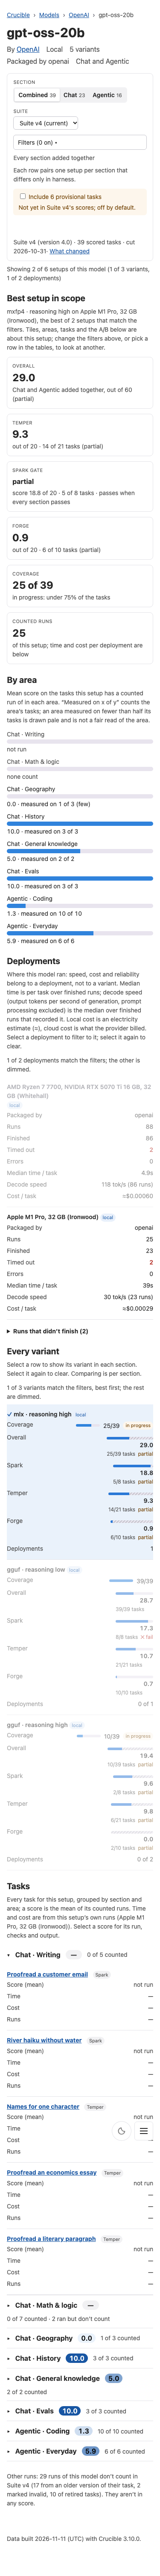 Crucible › Models › OpenAI › gpt-oss-20b
gpt-oss-20b
By OpenAI Local 5 variants
Packaged by openai Chat and Agentic
SECTION
Combined 39 Chat 23 Agentic 16
SUITE
Suite v4 (current)
Filters (0 on)
Every section added together
Each row pairs one setup per section that
differs only in harness.
Include 6 provisional tasks
Not yet in Suite v4's scores; off by default.
Suite v4 (version 4.0) · 39 scored tasks · cut
2026-10-31· What changed
Showing 2 of 6 setups of this model (1 of 3 variants,
1 of 2 deployments)
Best setup in scope
mxfp4 · reasoning high on Apple M1 Pro, 32 GB
(Ironwood), the best of 2 setups that match the
filters. Tiles, areas, tasks and the A/B below are
about this setup; change the filters above, or pick a
row in the tables, to look at another.
OVERALL
29.0
Chat and Agentic added together, out of 60
(partial)
TEMPER
9.3
out of 20 · 14 of 21 tasks (partial)
SPARK GATE
partial
score 18.8 of 20 · 5 of 8 tasks · passes when
every section passes
FORGE
0.9
out of 20 · 6 of 10 tasks (partial)
COVERAGE
25 of 39
in progress: under 75% of the tasks
COUNTED RUNS
25
of this setup; time and cost per deployment are
below
By area
Mean score on the tasks this setup has a counted
run of in each area. "Measured on x of y" counts the
area's own tasks: an area with fewer than half its
tasks is drawn pale and is not a fair read of the area.
Chat · Writing
not run
Chat · Math & logic
none count
Chat · Geography
0.0 · measured on 1 of 3 (few)
Chat · History
10.0 · measured on 3 of 3
Chat · General knowledge
5.0 · measured on 2 of 2
Chat · Evals
10.0 · measured on 3 of 3
Agentic · Coding
1.3 · measured on 10 of 10
Agentic · Everyday
5.9 · measured on 6 of 6
Deployments
Where this model ran: speed, cost and reliability
belong to a deployment, not to a variant. Median
time is per task over finished runs; decode speed
is output tokens over generation time (prompt
processing excluded) is the median over finished
runs that recorded it. Local cost is an electricity
estimate (≈), cloud cost is what the tasks billed.
Select a deployment to filter to it; select it again to
clear.
1 of 2 deployments match the filters; the other is
dimmed.
AMD Ryzen 7 7700, NVIDIA RTX 5070 Ti 16 GB, 32
GB (Whitehall)
local
Packaged by openai
Runs 86
Finished 86
Timed out 2
Errors 0
Median time / task 4.9s
Decode speed 118 tok/s (86 runs)
Cost / task ≈$0.00060
Apple M1 Pro, 32 GB (Ironwood) local
Packaged by openai
Runs 25
Finished 23
Timed out 2
Errors 0
Median time / task 39s
Decode speed 30 tok/s (23 runs)
Cost / task ≈$0.00029
Runs that didn't finish (2)
Every variant
Select a row to show its variant in each section.
Select it again to clear. Comparing is per section.
1 of 3 variants match the filters, best first; the rest
are dimmed.
✓ mlx · reasoning high local
Coverage 25/39 in progress
Overall
29.0
25/39 tasks partial
Spark
18.8
5/8 tasks partial
Temper
9.3
14/21 tasks partial
Forge
0.9
6/10 tasks partial
Deployments 1
gguf · reasoning low local
Coverage 39/39
Overall
28.7
39/39 tasks
Spark
17.3
8/8 tasks fail
Temper
10.7
21/21 tasks
Forge
0.7
10/10 tasks
Deployments 0 of 1
gguf · reasoning high local
Coverage 10/39 in progress
Overall
19.4
10/39 tasks partial
Spark
9.6
2/8 tasks partial
Temper
9.8
6/21 tasks partial
Forge
0.0
2/10 tasks partial
Deployments 0 of 2
Tasks
Every task for this setup, grouped by section and
area; a score is the mean of its counted runs. Time
and cost are from this setup's own runs (Apple M1
Pro, 32 GB (Ironwood)). Select a score for its run,
checks and output.
Chat · Writing — 0 of 5 counted
Proofread a customer email Spark
Score (mean) not run
Time —
Cost —
Runs —
River haiku without water Spark
Score (mean) not run
Time —
Cost —
Runs —
Names for one character Temper
Score (mean) not run
Time —
Cost —
Runs —
Proofread an economics essay Temper
Score (mean) not run
Time —
Cost —
Runs —
Proofread a literary paragraph Temper
Score (mean) not run
Time —
Cost —
Runs —
Chat · Math & logic —
0 of 7 counted · 2 ran but don't count
Chat · Geography 0.0 1 of 3 counted
Chat · History 10.0 3 of 3 counted
Chat · General knowledge 5.0
2 of 2 counted
Chat · Evals 10.0 3 of 3 counted
Agentic · Coding 1.3 10 of 10 counted
Agentic · Everyday 5.9 6 of 6 counted
Other runs: 29 runs of this model don't count in
Suite v4 (17 from an older version of their task, 2
marked invalid, 10 of retired tasks). They aren't in
any score.
Data built 2026-11-11 (UTC) with Crucible 3.10.0.